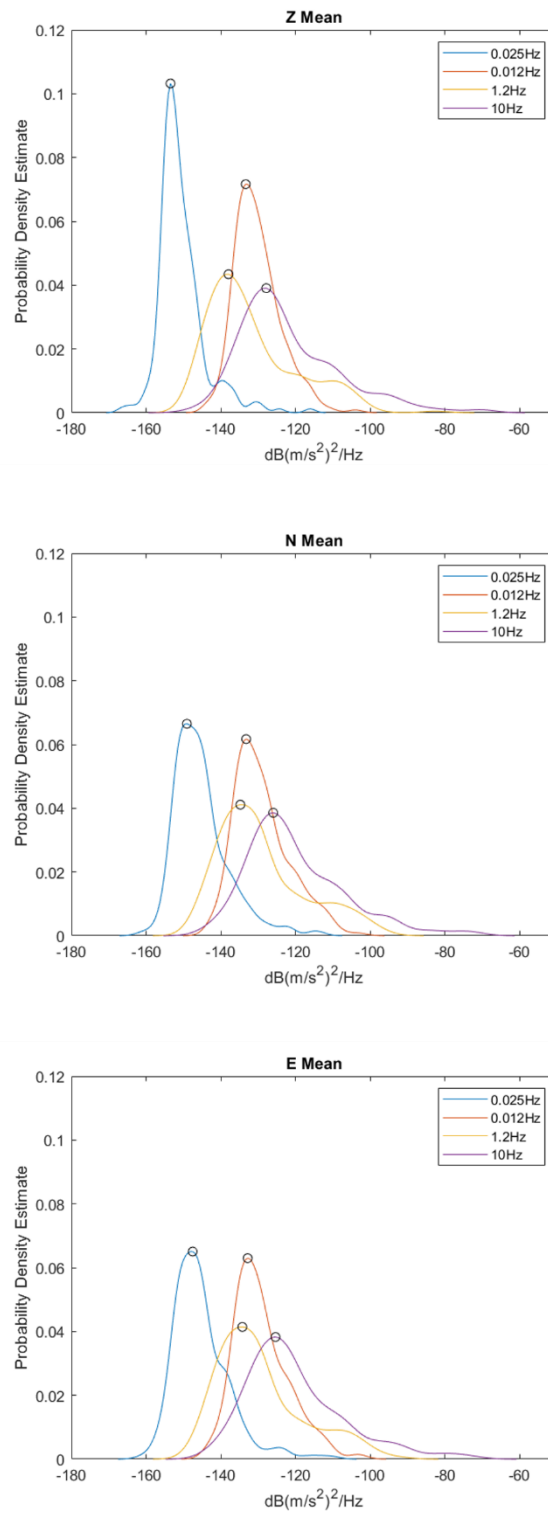 Z Mean
0.12
0.1
0.08
0.06
0.04
0.02
0
Probability Density Estimate
0.025Hz
0.012Hz
1.2Hz
10Hz
-180 -160 -140 -120 -100 -80 -60
dB(m/s²)²/Hz
N Mean
0.12
0.1
0.08
0.06
0.04
0.02
0
Probability Density Estimate
0.025Hz
0.012Hz
1.2Hz
10Hz
-180 -160 -140 -120 -100 -80 -60
dB(m/s²)²/Hz
E Mean
0.12
0.1
0.08
0.06
0.04
0.02
0
Probability Density Estimate
0.025Hz
0.012Hz
1.2Hz
10Hz
-180 -160 -140 -120 -100 -80 -60
dB(m/s²)²/Hz